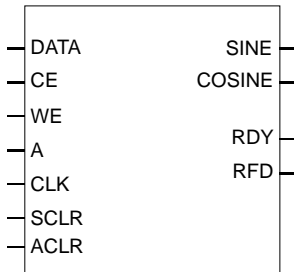 DATA
CE
WE
A
CLK
SCLR
ACLR
SINE
COSINE
RDY
RFD